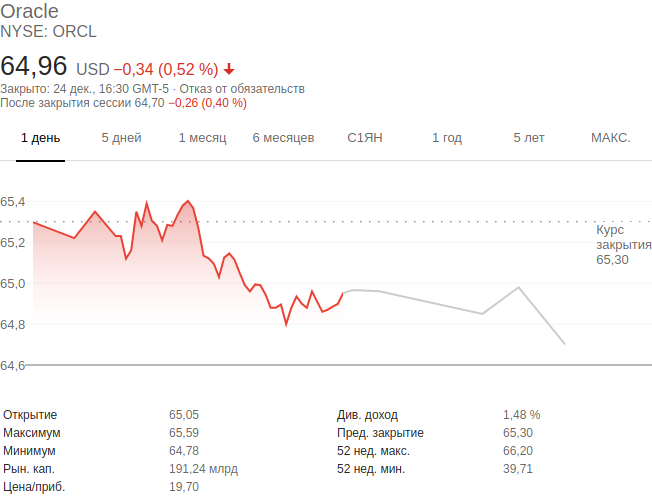 Oracle
NYSE: ORCL
64,96 USD −0,34 (0,52 %)
Закрыто: 24 дек., 16:30 GMT-5 · Отказ от обязательств
После закрытия сессии 64,70 −0,26 (0,40 %)
1 день 5 дней 1 месяц 6 месяцев С1ЯН 1 год 5 лет МАКС.
65,4
65,2
65,0
64,8
64,6
Курс
закрытия
65,30
Открытие 65,05 Див. доход 1,48 %
Максимум 65,59 Пред. закрытие 65,30
Минимум 64,78 52 нед. макс. 66,20
Рын. кап. 191,24 млрд 52 нед. мин. 39,71
Цена/приб. 19,70